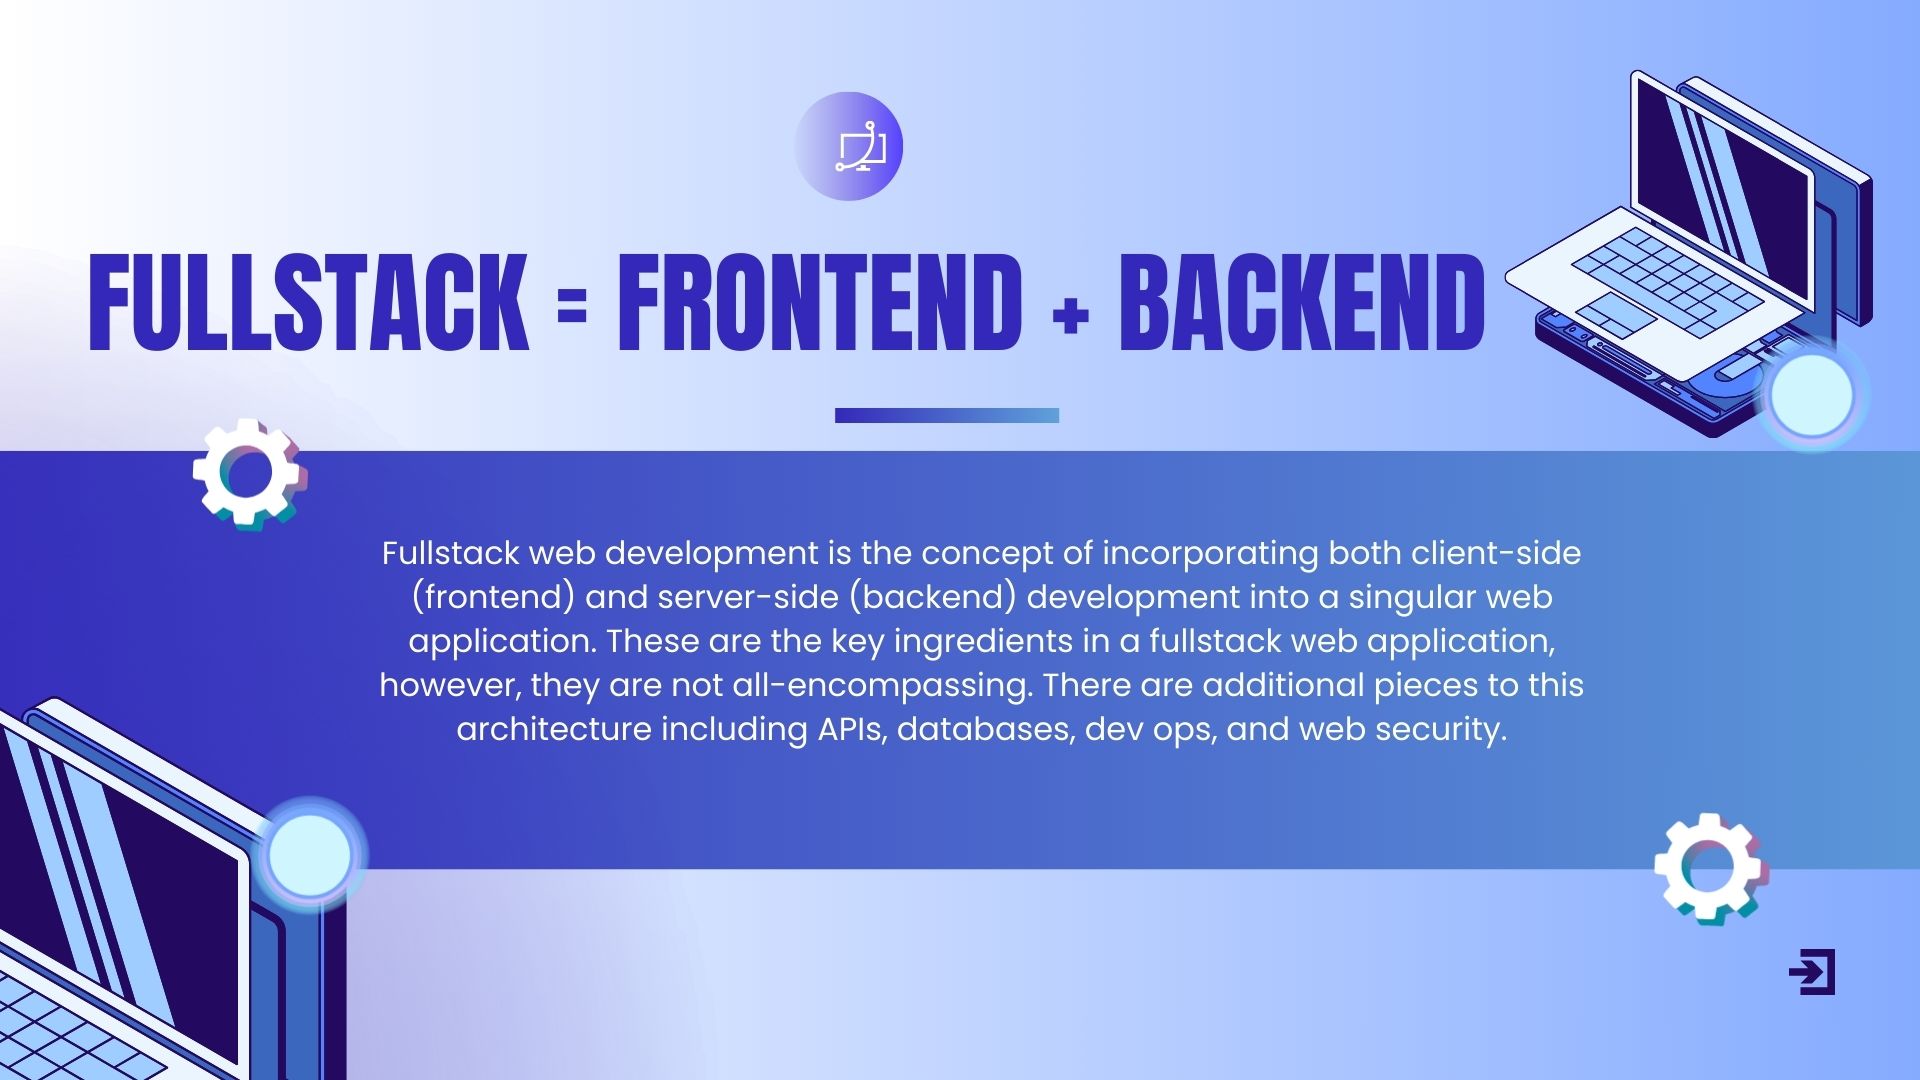 FULLSTACK = FRONTEND + BACKEND
Fullstack web development is the concept of incorporating both client-side
(frontend) and server-side (backend) development into a singular web
application. These are the key ingredients in a fullstack web application,
however, they are not all-encompassing. There are additional pieces to this
architecture including APIs, databases, dev ops, and web security.